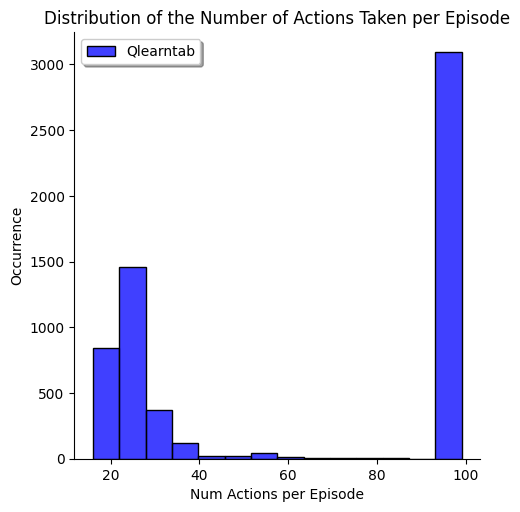 Distribution of the Number of Actions Taken per Episode
Qlearntab
3000
2500
2000
1500
1000
500
0
Occurrence
20 40 60 80 100
Num Actions per Episode